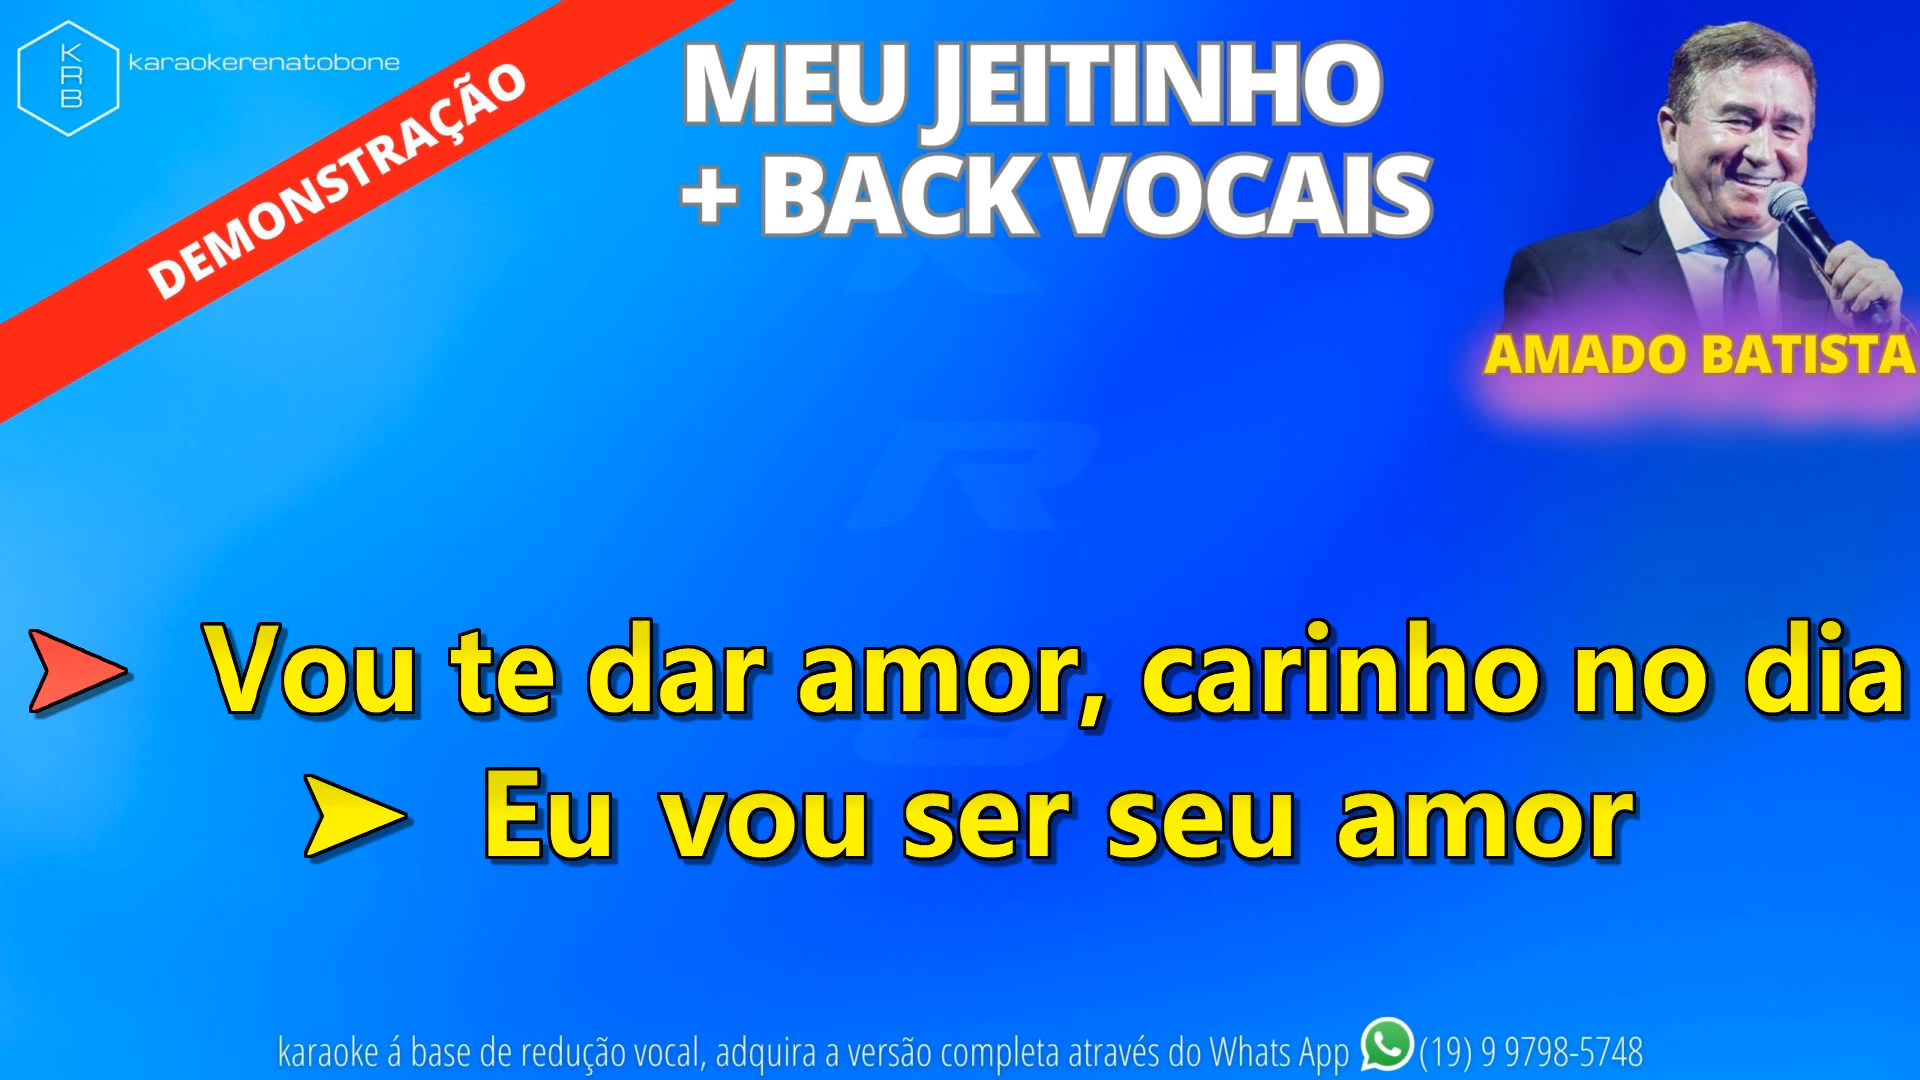 KRB
karaokerenatobone
DEMONSTRAÇÃO
MEU JEITINHO
+ BACK VOCAIS
AMADO BATISTA
Vou te dar amor, carinho no dia
Eu vou ser seu amor
karaoke á base de redução vocal, adquira a versão completa através do Whats App (19) 9 9798-5748